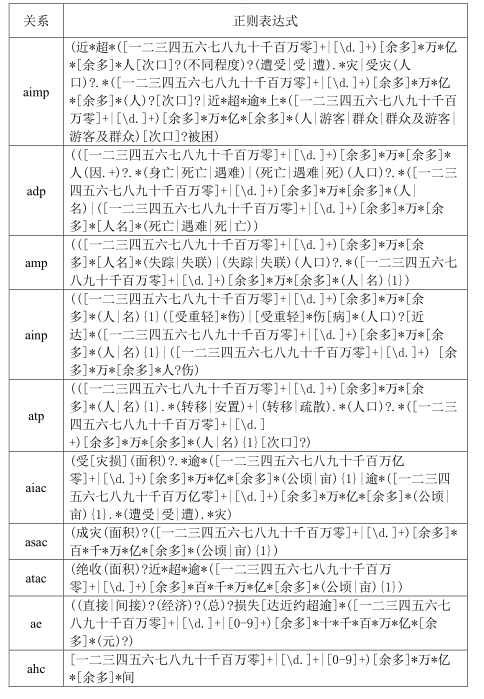 关系 正则表达式
aimp
(近*超*([一二三四五六七八九十千百万零]+|[\d.]+)[余多]*万*亿
*[余多]*人[次口]?(不同程度)?(遭受|受|遭).*灾|受灾(人
口)?.*([一二三四五六七八九十千百万零]+|[\d.]+)[余多]*万*亿
*[余多]*(人)?[次口]?|近*超*逾*上*([一二三四五六七八九十千百
万零]+|[\d.]+)[余多]*万*亿*[余多]*(人|游客|群众|群众及游客|
游客及群众)[次口]?被困)
adp
(([一二三四五六七八九十千百万零]+|[\d.]+)[余多]*万*[余多]*
人(因.+)?.*(身亡|死亡|遇难)|(死亡|遇难|死)(人口)?.*([一二三
四五六七八九十千百万零]+|[\d.]+)[余多]*万*[余多]*(人|
名)|([一二三四五六七八九十千百万零]+|[\d.]+)[余多]*万*[余
多]*[人名]*(死亡|遇难|死|亡))
amp
(([一二三四五六七八九十千百万零]+|[\d.]+)[余多]*万*[余
多]*[人名]*(失踪|失联)|(失踪|失联)(人口)?.*([一二三四五六七
八九十千百万零]+|[\d.]+)[余多]*万*[余多]*(人|名){1})
ainp
(([一二三四五六七八九十千百万零]+|[\d.]+)[余多]*万*[余
多]*(人|名){1}([受重轻]*伤)|[受重轻]*伤[病]*(人口)?[近
达]*([一二三四五六七八九十千百万零]+|[\d.]+)[余多]*万*[余
多]*(人|名){1}|([一二三四五六七八九十千百万零]+|[\d.]+) [余
多]*万*[余多]*人?伤)
atp
(([一二三四五六七八九十千百万零]+|[\d.]+)[余多]*万*[余
多]*(人|名){1}.*(转移|安置)+|(转移|疏散).*(人口)?.*([一二三
四五六七八九十千百万零]+|[\d.]
+)[余多]*万*[余多]*(人|名){1}[次口]?)
aiac
(受[灾损](面积)?.*逾*([一二三四五六七八九十千百万亿
零]+|[\d.]+)[余多]*万*亿*[余多]*(公顷|亩){1}|逾*([一二三四
五六七八九十千百万亿零]+|[\d.]+)[余多]*万*亿*[余多]*(公顷|
亩){1}.*(遭受|受|遭).*灾)
asac
(成灾(面积)?([一二三四五六七八九十千百万零]+|[\d.]+)[余多]*
百*千*万*亿*[余多]*(公顷|亩){1})
atac
(绝收(面积)?近*超*逾*([一二三四五六七八九十千百万
零]+|[\d.]+)[余多]*百*千*万*亿*[余多]*(公顷|亩){1})
ae
((直接|间接)?(经济)?(总)?损失[达近约超逾]*([一二三四五六七
八九十千百万零]+|[\d.]+|[0-9]+)[余多]*十*千*百*万*亿*[余
多]*(元)?)
ahc
[一二三四五六七八九十千百万零]+|[\d.]+|[0-9]+)[余多]*万*亿
*[余多]*间